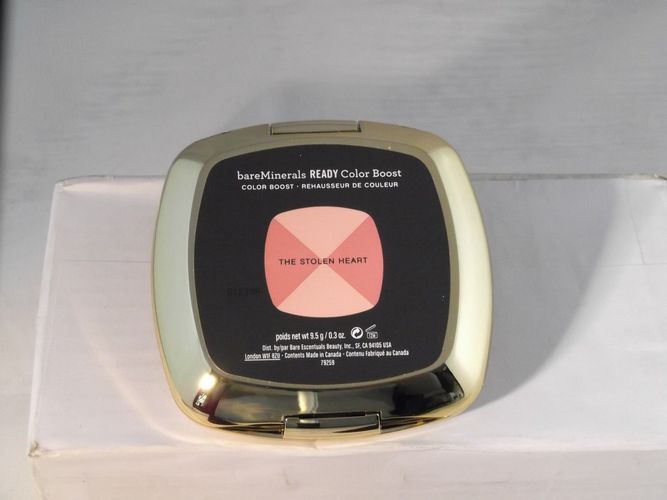 bareMinerals READY Color Boost
COLOR BOOST · REHAUSSEUR DE COULEUR
THE STOLEN HEART
poids net wt 9.5 g / 0.3 oz.
Dist. by/par Bare Escentuals Beauty, Inc., SF, CA 94105 USA
London W1F 8ZU · Contents Made in Canada · Contenu Fabriqué au Canada
79259